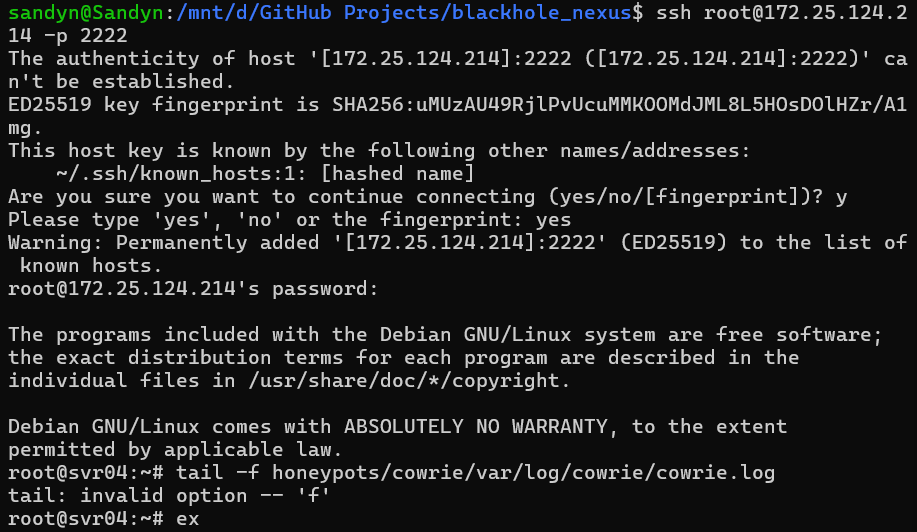 sandyn@Sandyn:/mnt/d/GitHub Projects/blackhole_nexus$ ssh root@172.25.124.2
14 -p 2222
The authenticity of host '[172.25.124.214]:2222 ([172.25.124.214]:2222)' ca
n't be established.
ED25519 key fingerprint is SHA256:uMUzAU49RjlPvUcuMMKOOMdJML8L5HOsDOlHZr/A1
mg.
This host key is known by the following other names/addresses:
    ~/.ssh/known_hosts:1: [hashed name]
Are you sure you want to continue connecting (yes/no/[fingerprint])? y
Please type 'yes', 'no' or the fingerprint: yes
Warning: Permanently added '[172.25.124.214]:2222' (ED25519) to the list of
 known hosts.
root@172.25.124.214's password:

The programs included with the Debian GNU/Linux system are free software;
the exact distribution terms for each program are described in the
individual files in /usr/share/doc/*/copyright.

Debian GNU/Linux comes with ABSOLUTELY NO WARRANTY, to the extent
permitted by applicable law.
root@svr04:~# tail -f honeypots/cowrie/var/log/cowrie/cowrie.log
tail: invalid option -- 'f'
root@svr04:~# ex